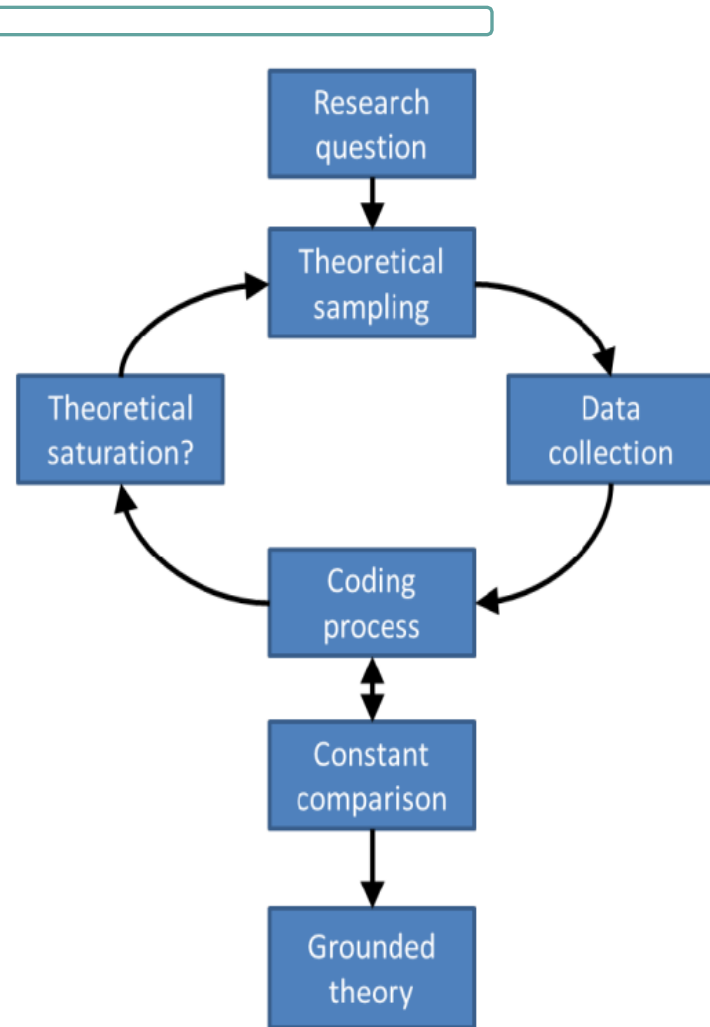 Research
question
Theoretical
sampling
Theoretical
saturation?
Data
collection
Coding
process
Constant
comparison
Grounded
theory